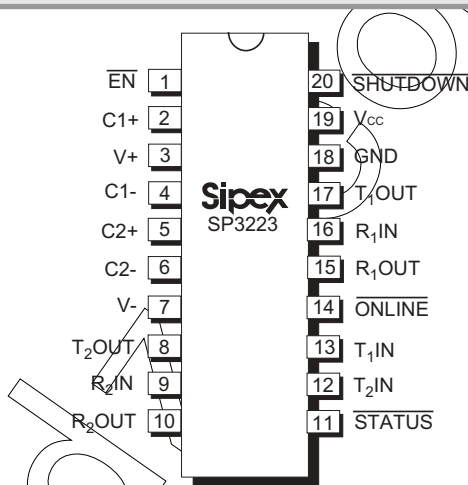 EN 1
C1+ 2
V+ 3
C1- 4
C2+ 5
C2- 6
V- 7
T2OUT 8
R2IN 9
R2OUT 10
Sipex
SP3223
20 SHUTDOWN
19 Vcc
18 GND
17 T1OUT
16 R1IN
15 R1OUT
14 ONLINE
13 T1IN
12 T2IN
11 STATUS